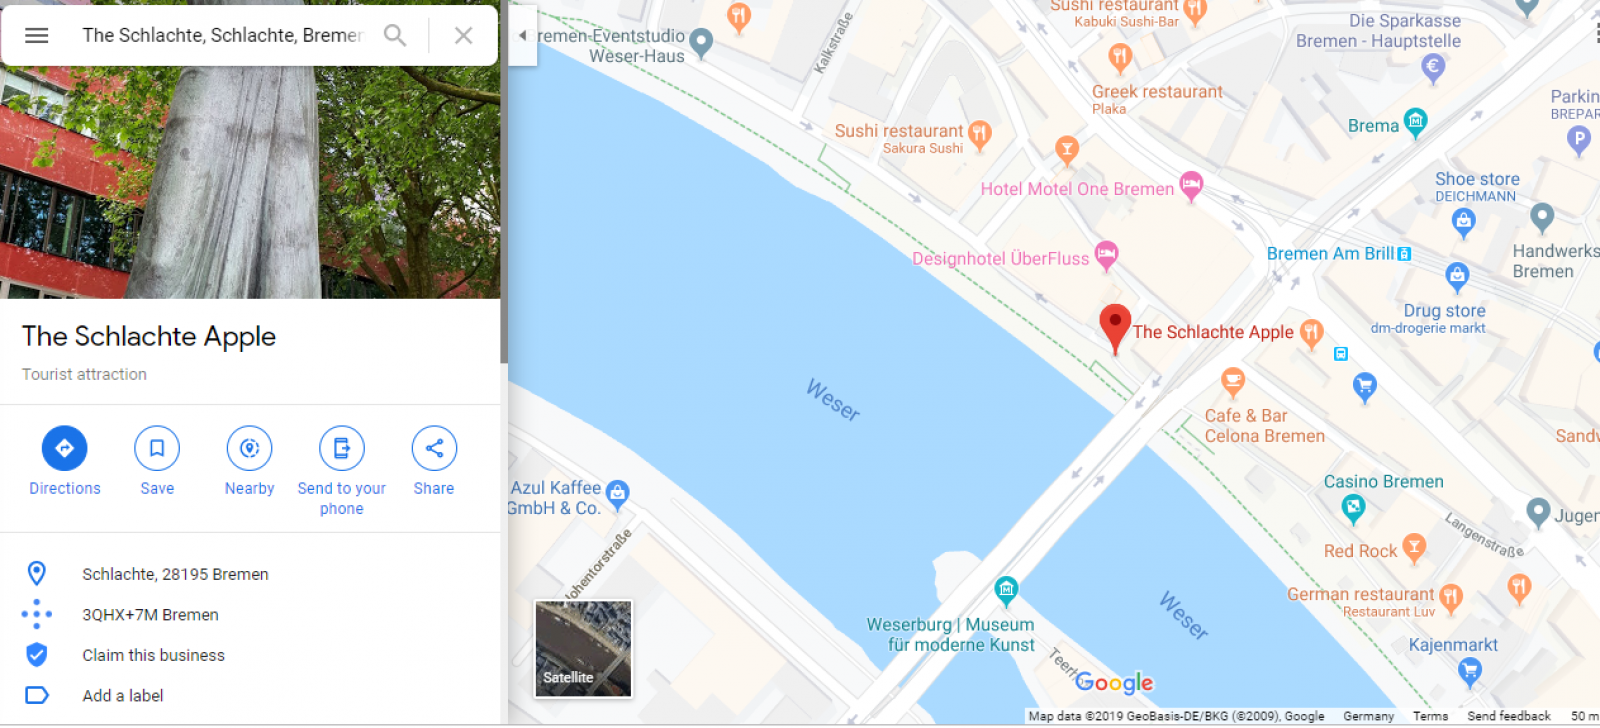 The Schlachte, Schlachte, Bremen
The Schlachte Apple
Tourist attraction
Directions
Save
Nearby
Send to your
phone
Share
Schlachte, 28195 Bremen
3QHX+7M Bremen
Claim this business
Add a label
remen-Eventstudio
Weser-Haus
Kalkstraße
Sushi restaurant
Kabuki Sushi-Bar
Die Sparkasse
Bremen - Hauptstelle
Greek restaurant
Plaka
Parkin
BREPAR
P
Brema
Sushi restaurant
Sakura Sushi
Hotel Motel One Bremen
Shoe store
DEICHMANN
Designhotel ÜberFluss
Bremen Am Brill
Handwerks
Bremen
Drug store
dm-drogerie markt
The Schlachte Apple
Weser
Cafe & Bar
Celona Bremen
Sandw
Azul Kaffee
GmbH & Co.
Casino Bremen
Langenstraße
Jugen
Red Rock
ohentorstraße
German restaurant
Restaurant Luv
Weser
Weserburg | Museum
für moderne Kunst
Kajenmarkt
Teerho
Satellite
Google
Map data ©2019 GeoBasis-DE/BKG (©2009), Google
Germany
Terms
Send feedback
50 m